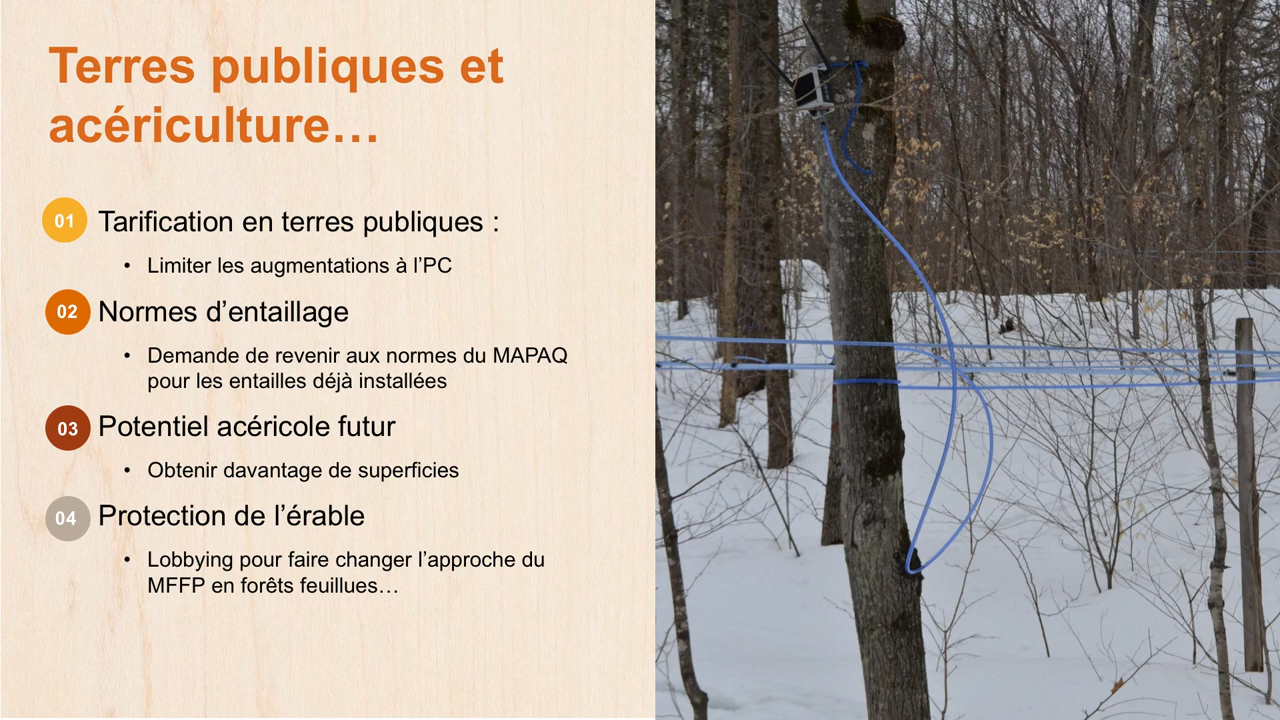 Terres publiques et
acériculture…
01 Tarification en terres publiques :
• Limiter les augmentations à l’PC
02 Normes d’entaillage
• Demande de revenir aux normes du MAPAQ
pour les entailles déjà installées
03 Potentiel acéricole futur
• Obtenir davantage de superficies
04 Protection de l’érable
• Lobbying pour faire changer l’approche du
MFFP en forêts feuillues…